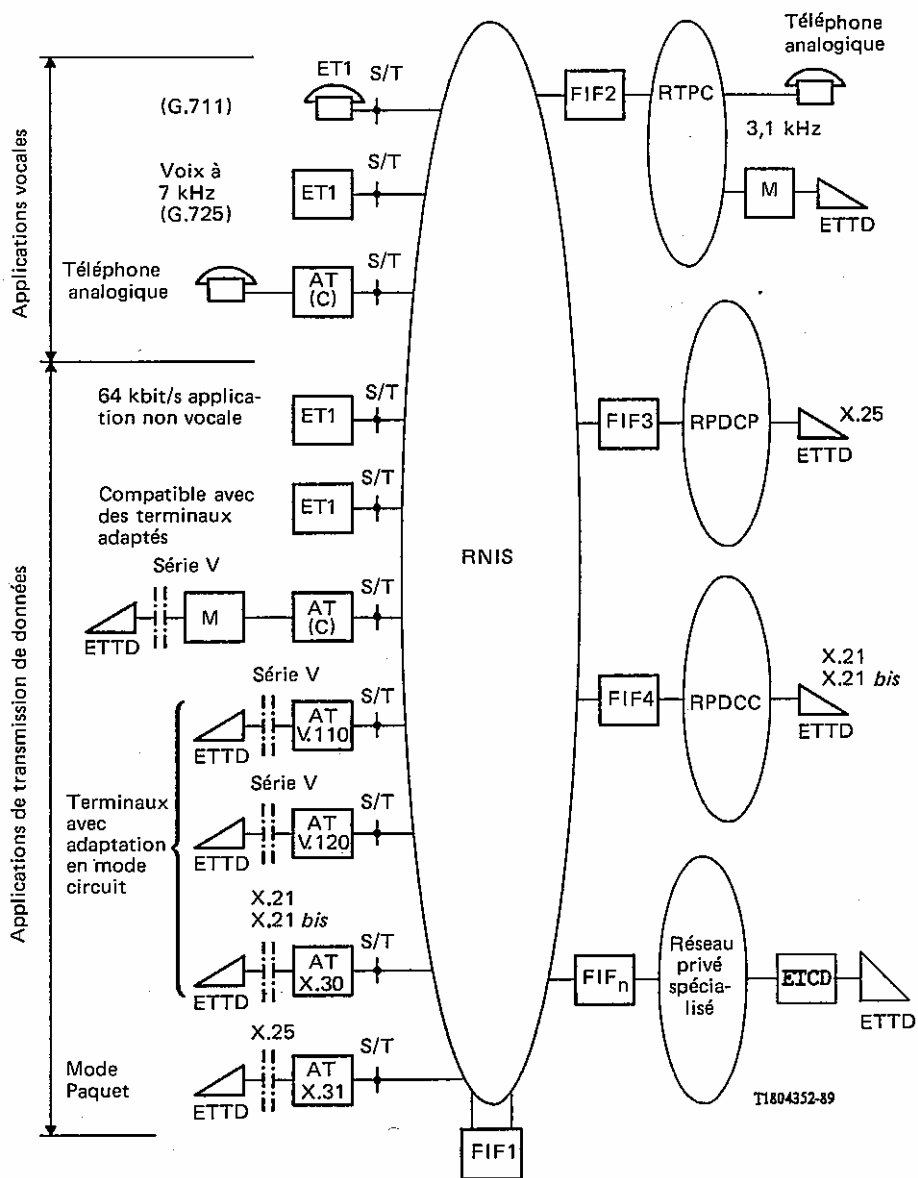 Applications vocales
Applications de transmission de données
(G.711)
ET1
S/T
Voix à
7 kHz
(G.725)
ET1
S/T
Téléphone
analogique
AT
(C)
S/T
64 kbit/s applica-
tion non vocale
ET1
S/T
Compatible avec
des terminaux
adaptés
ET1
S/T
Série V
ETTD
M
AT
(C)
S/T
Terminaux
avec
adaptation
en mode
circuit
Série V
ETTD
AT
V.110
S/T
Série V
ETTD
AT
V.120
S/T
X.21
X.21 bis
ETTD
AT
X.30
S/T
Mode
Paquet
X.25
ETTD
AT
X.31
S/T
RNIS
FIF1
FIF2
RTPC
Téléphone
analogique
3,1 kHz
M
ETTD
FIF3
RPDCP
X.25
ETTD
FIF4
RPDCC
X.21
X.21 bis
ETTD
FIFn
Réseau
privé
spécia-
lisé
ETCD
ETTD
T1804352-89